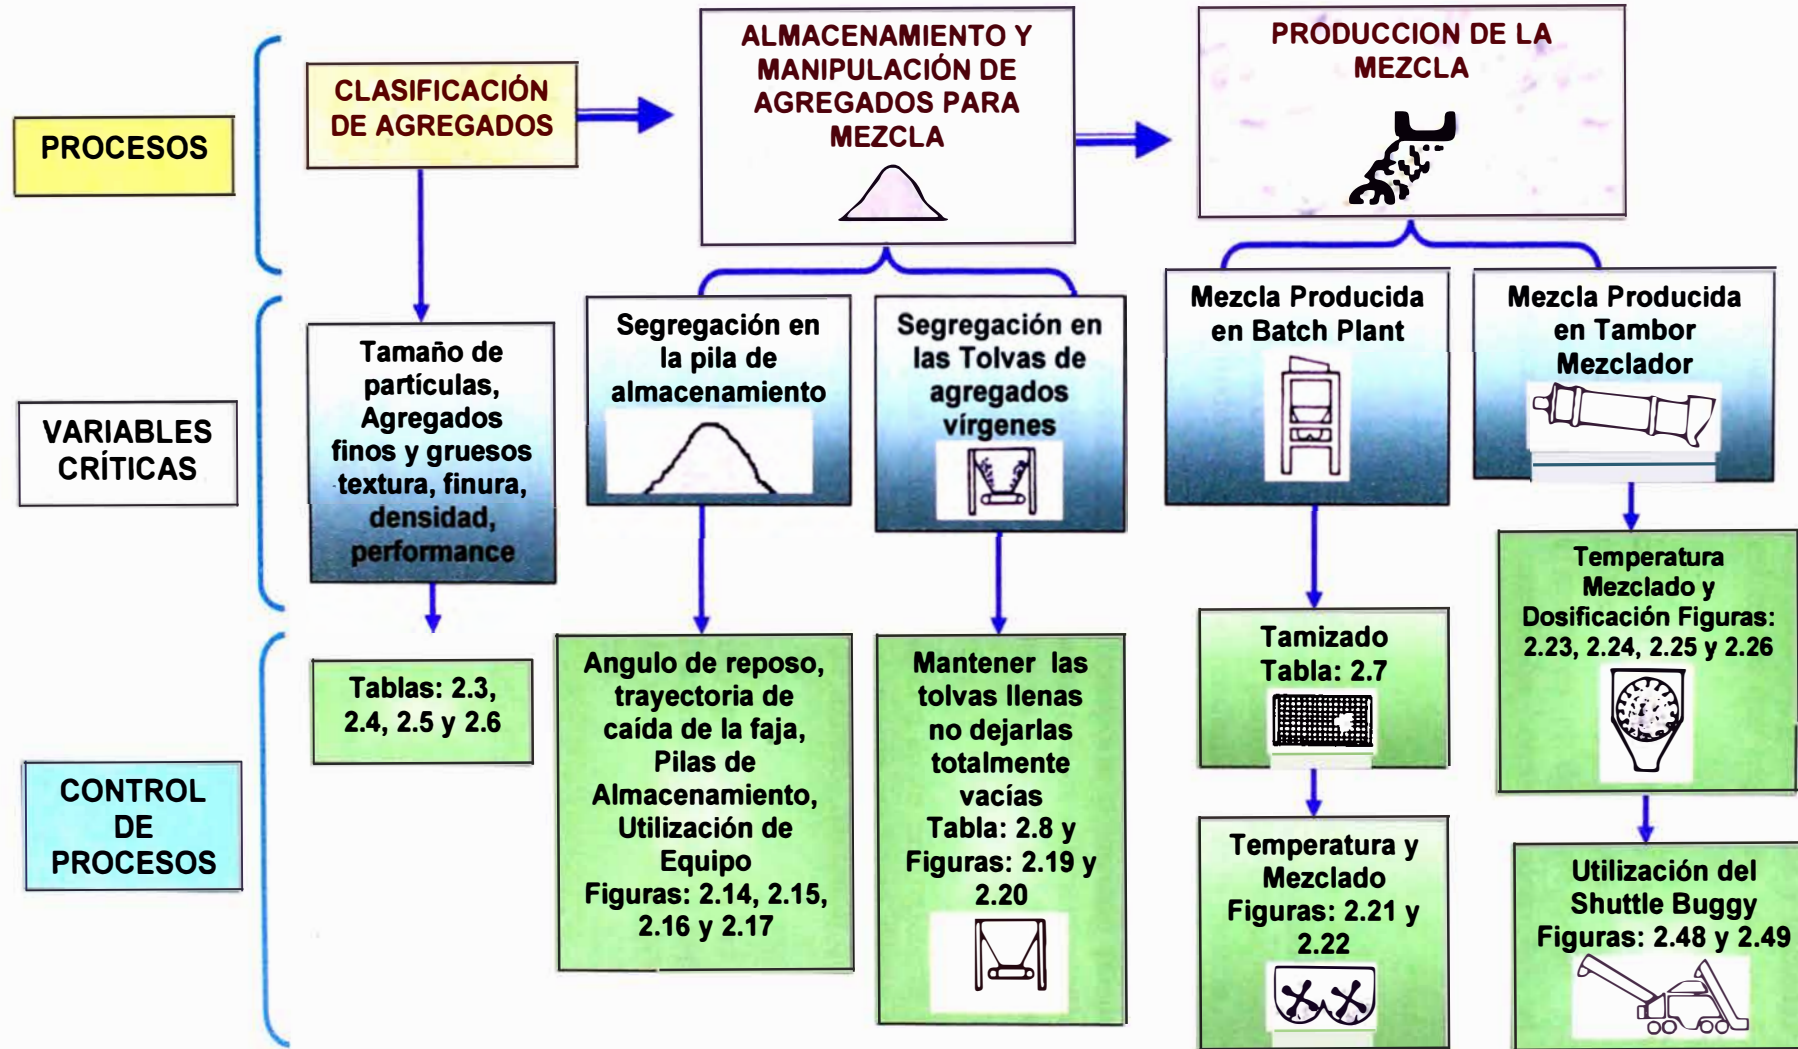 PROCESOS
CLASIFICACIÓN
DE AGREGADOS
ALMACENAMIENTO Y
MANIPULACIÓN DE
AGREGADOS PARA
MEZCLA
PRODUCCION DE LA
MEZCLA
VARIABLES
CRÍTICAS
Tamaño de
partículas,
Agregados
finos y gruesos
textura, finura,
densidad,
performance
Segregación en
la pila de
almacenamiento
Segregación en
las Tolvas de
agregados
vírgenes
Mezcla Producida
en Batch Plant
Mezcla Producida
en Tambor
Mezclador
CONTROL
DE
PROCESOS
Tablas: 2.3,
2.4, 2.5 y 2.6
Angulo de reposo,
trayectoria de
caída de la faja,
Pilas de
Almacenamiento,
Utilización de
Equipo
Figuras: 2.14, 2.15,
2.16 y 2.17
Mantener las
tolvas llenas
no dejarlas
totalmente
vacías
Tabla: 2.8 y
Figuras: 2.19 y
2.20
Tamizado
Tabla: 2.7
Temperatura y
Mezclado
Figuras: 2.21 y
2.22
Temperatura
Mezclado y
Dosificación Figuras:
2.23, 2.24, 2.25 y 2.26
Utilización del
Shuttle Buggy
Figuras: 2.48 y 2.49